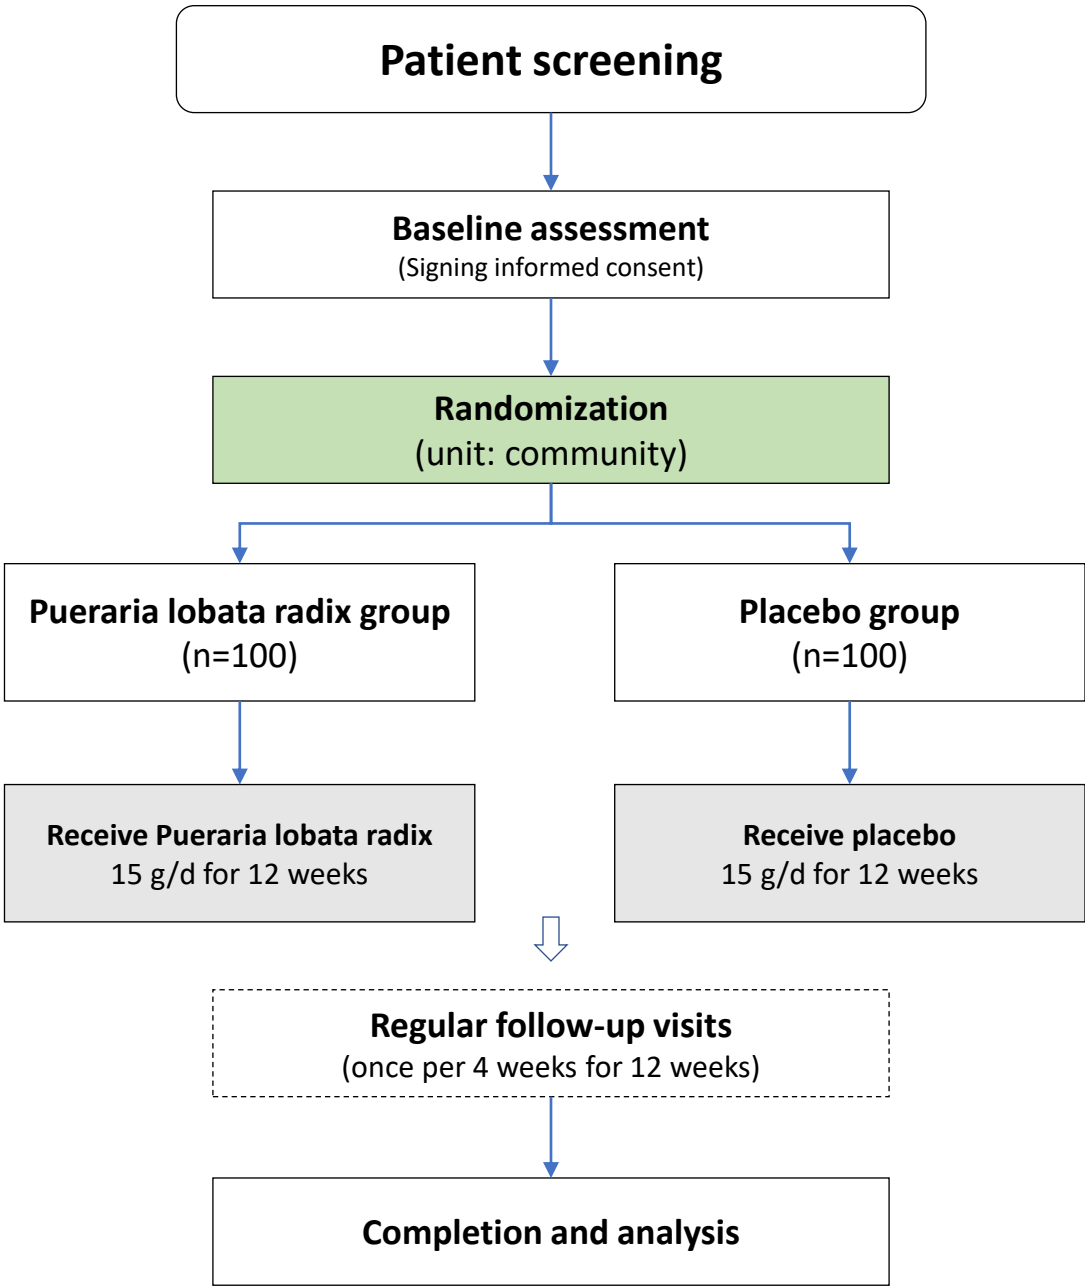 Patient screening
Baseline assessment
(Signing informed consent)
Randomization
(unit: community)
Pueraria lobata radix group
(n=100)
Placebo group
(n=100)
Receive Pueraria lobata radix
15 g/d for 12 weeks
Receive placebo
15 g/d for 12 weeks
Regular follow-up visits
(once per 4 weeks for 12 weeks)
Completion and analysis